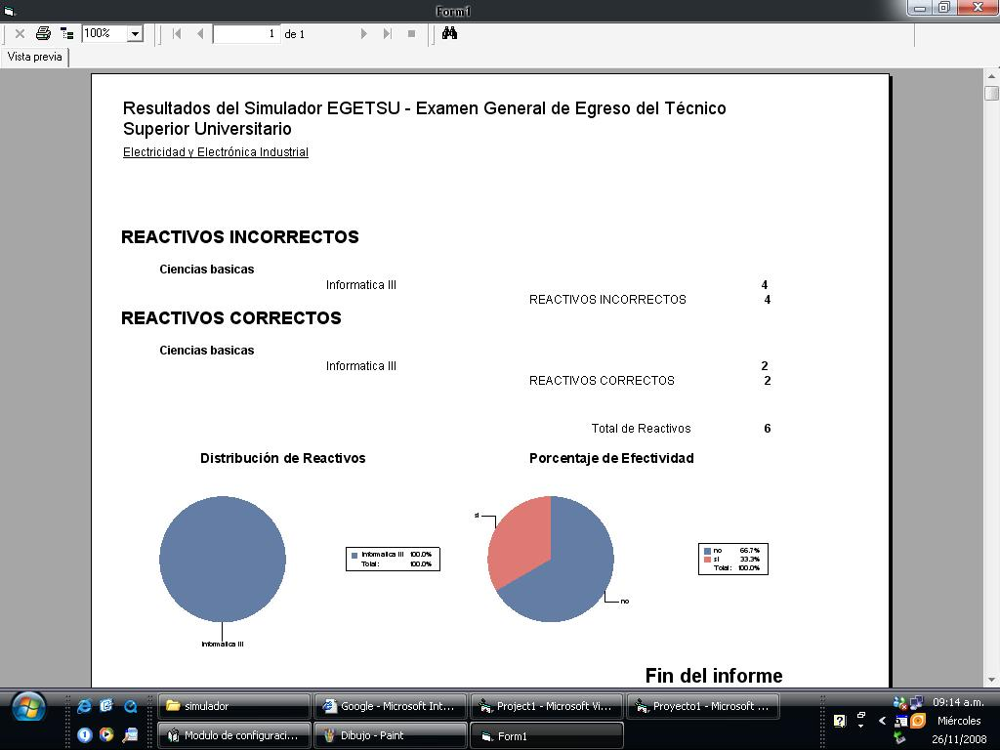 Form1
100%
1 de 1
Vista previa
Resultados del Simulador EGETSU - Examen General de Egreso del Técnico
Superior Universitario
Electricidad y Electrónica Industrial
REACTIVOS INCORRECTOS
Ciencias basicas
Informatica III 4
REACTIVOS INCORRECTOS 4
REACTIVOS CORRECTOS
Ciencias basicas
Informatica III 2
REACTIVOS CORRECTOS 2
Total de Reactivos 6
Distribución de Reactivos
Informatica III
Informatica III 100.0%
Total: 100.0%
Porcentaje de Efectividad
si
no
no 66.7%
si 33.3%
Total: 100.0%
Fin del informe
simulador
Google - Microsoft Int...
Project1 - Microsoft Vi...
Proyecto1 - Microsoft ...
Modulo de configuraci...
Dibujo - Paint
Form1
09:14 a.m.
Miércoles
26/11/2008